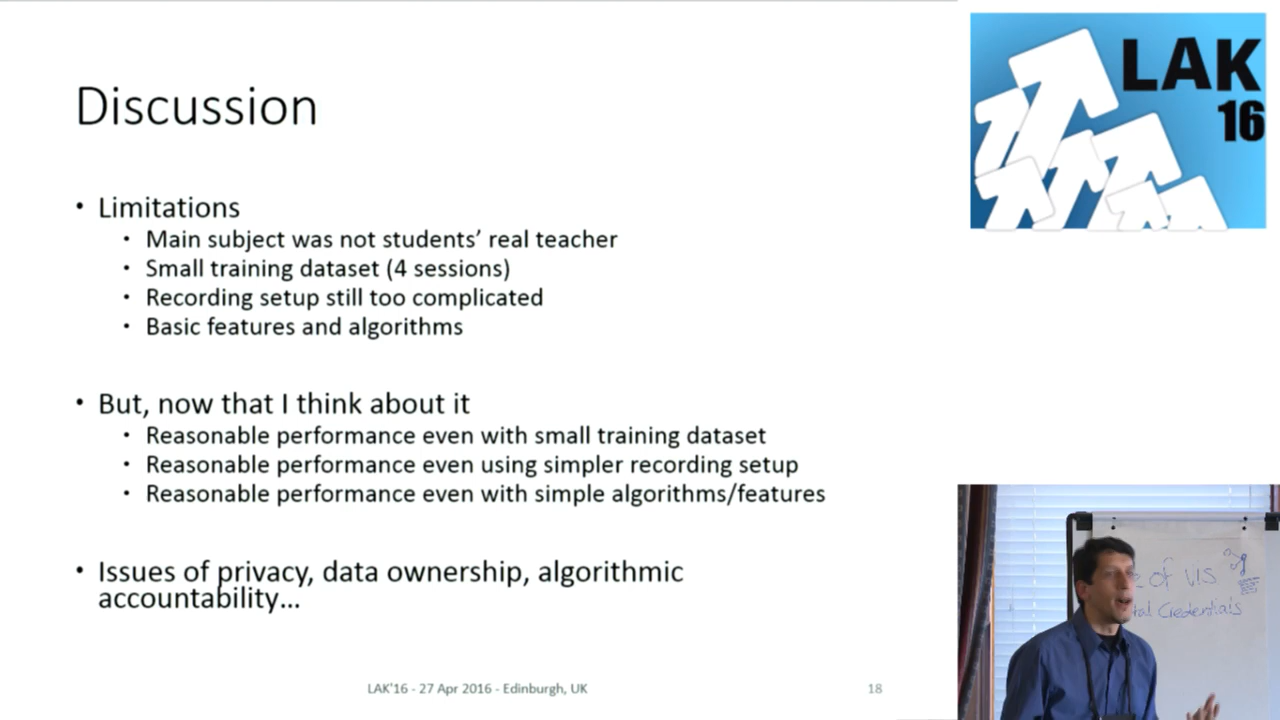 Discussion
• Limitations
• Main subject was not students’ real teacher
• Small training dataset (4 sessions)
• Recording setup still too complicated
• Basic features and algorithms
• But, now that I think about it
• Reasonable performance even with small training dataset
• Reasonable performance even using simpler recording setup
• Reasonable performance even with simple algorithms/features
• Issues of privacy, data ownership, algorithmic
accountability...
LAK'16 - 27 Apr 2016 - Edinburgh, UK
18
LAK
16
of vis
Credentials